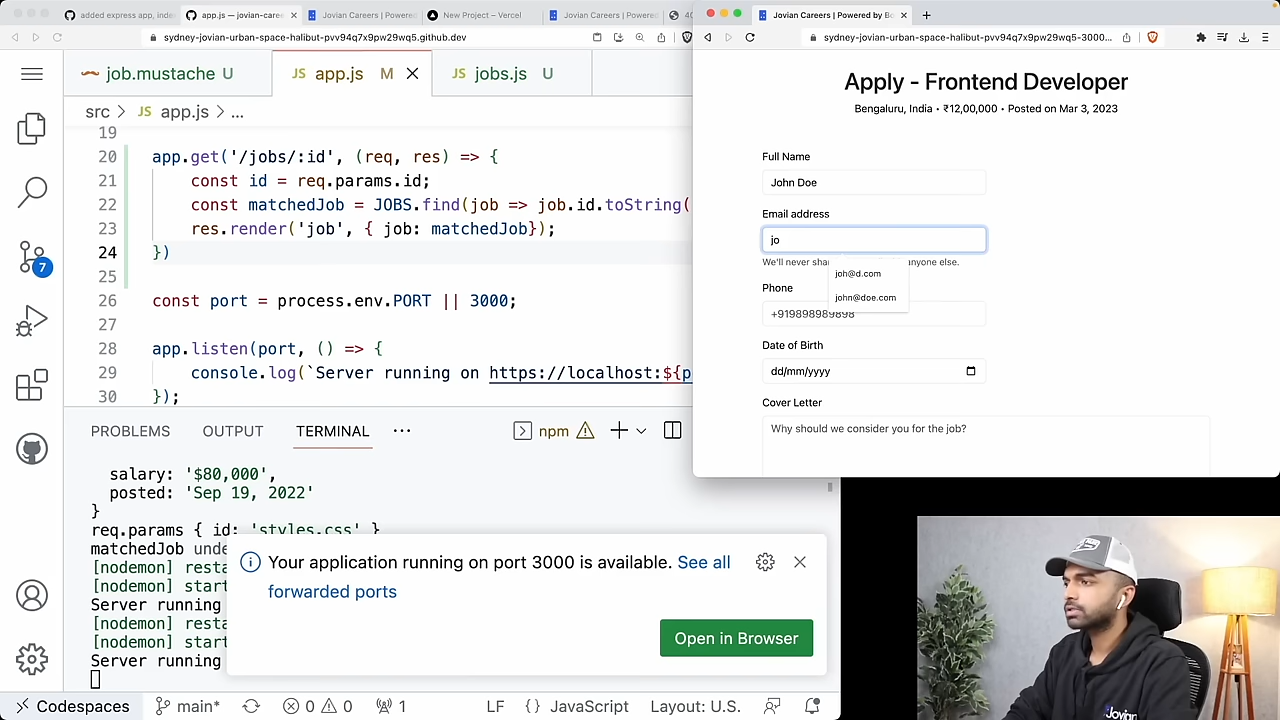 added express app, inde
app.js — jovian-care
Jovian Careers | Powered
New Project – Vercel
Jovian Careers | Powered
40
sydney-jovian-urban-space-halibut-pvv94q7x9pw29wq5.github.dev
job.mustache U
JS app.js M
JS jobs.js U
src > JS app.js > ...
19
20 app.get('/jobs/:id', (req, res) => {
21 const id = req.params.id;
22 const matchedJob = JOBS.find(job => job.id.toString(
23 res.render('job', { job: matchedJob});
24 })
25
26 const port = process.env.PORT || 3000;
27
28 app.listen(port, () => {
29 console.log(`Server running on https://localhost:${p
30 });
7
PROBLEMS OUTPUT TERMINAL ···
npm
salary: '$80,000',
posted: 'Sep 19, 2022'
}
req.params { id: 'styles.css' }
matchedJob unde
[nodemon] resta
[nodemon] start
Server running
[nodemon] resta
[nodemon] start
Server running
Your application running on port 3000 is available. See all
forwarded ports
Open in Browser
Codespaces main* 0 0 1 LF {} JavaScript Layout: U.S.
Jovian Careers | Powered by Bo
sydney-jovian-urban-space-halibut-pvv94q7x9pw29wq5-3000...
Apply - Frontend Developer
Bengaluru, India • ₹12,00,000 • Posted on Mar 3, 2023
Full Name
John Doe
Email address
jo
We'll never sha
anyone else.
joh@d.com
john@doe.com
Phone
+919898989898
Date of Birth
dd/mm/yyyy
Cover Letter
Why should we consider you for the job?
Jovian